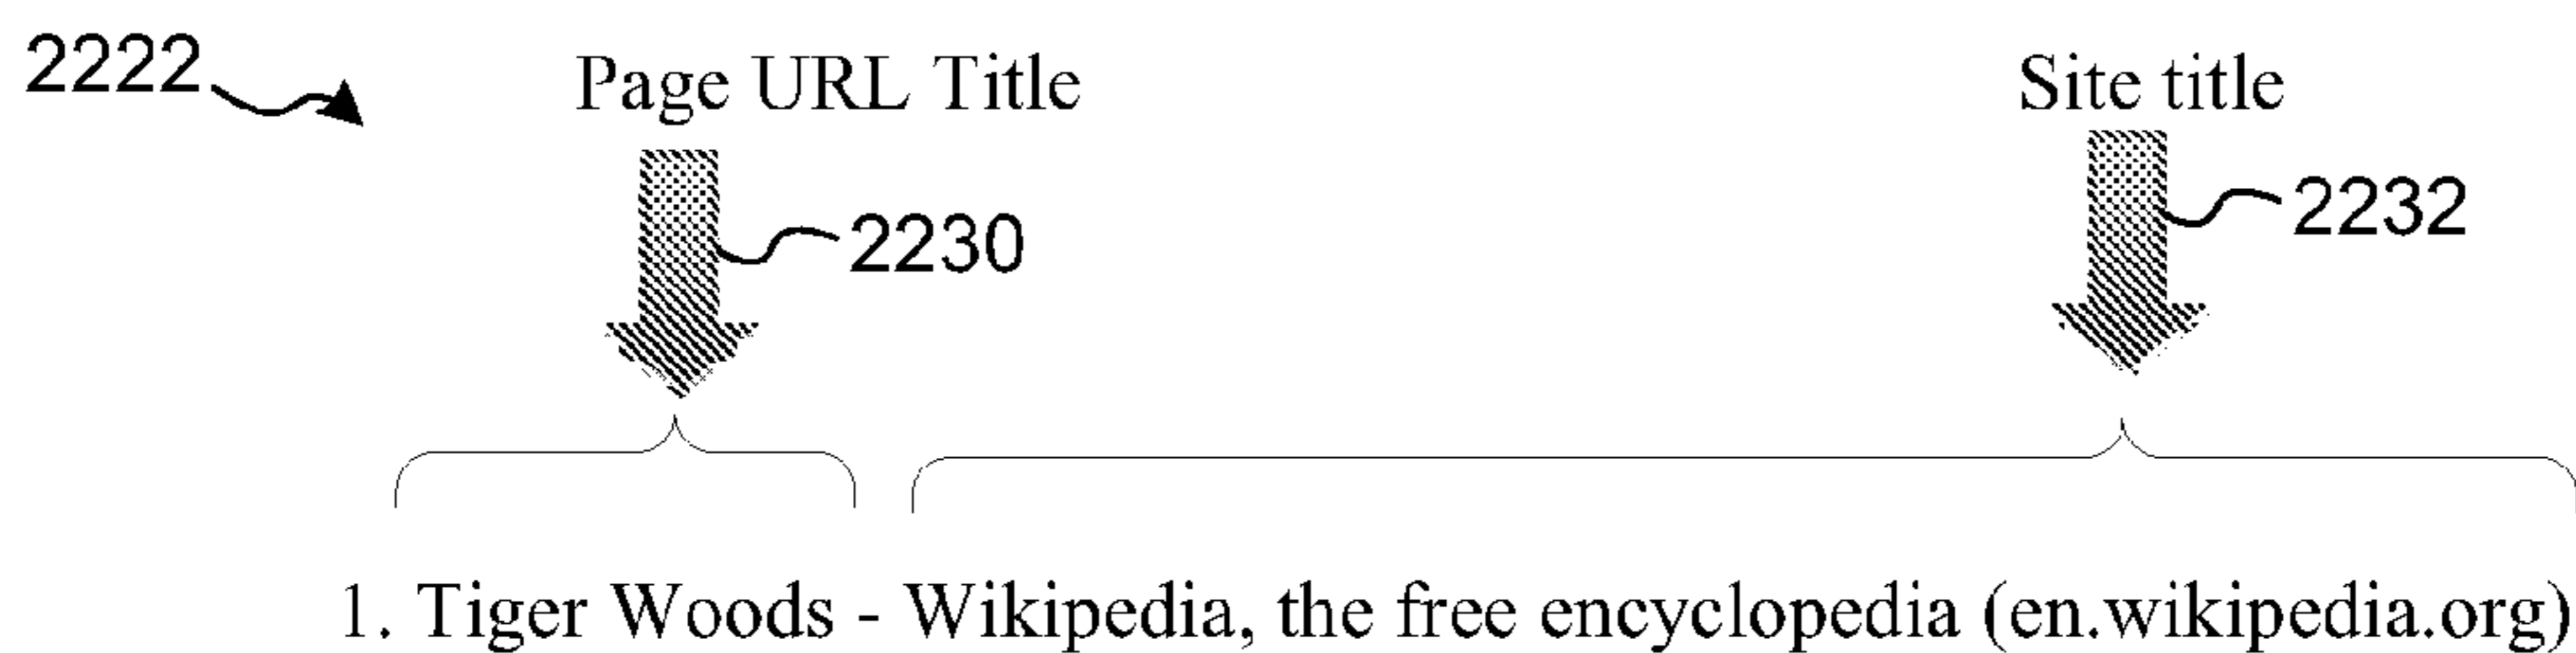 2222
Page URL Title
Site title
2230
2232
1. Tiger Woods - Wikipedia, the free encyclopedia (en.wikipedia.org)